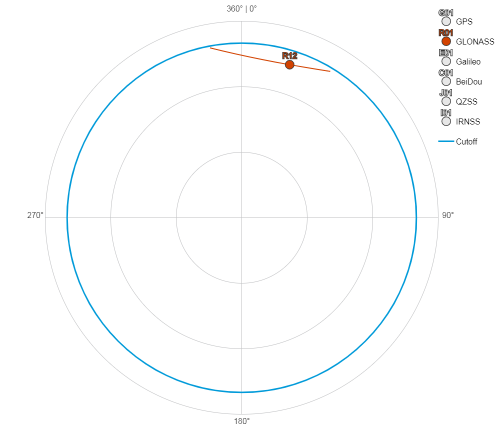 360° | 0°
G01
GPS
R01
GLONASS
R12
E01
Galileo
C01
BeiDou
J01
QZSS
I01
IRNSS
Cutoff
270°
90°
180°